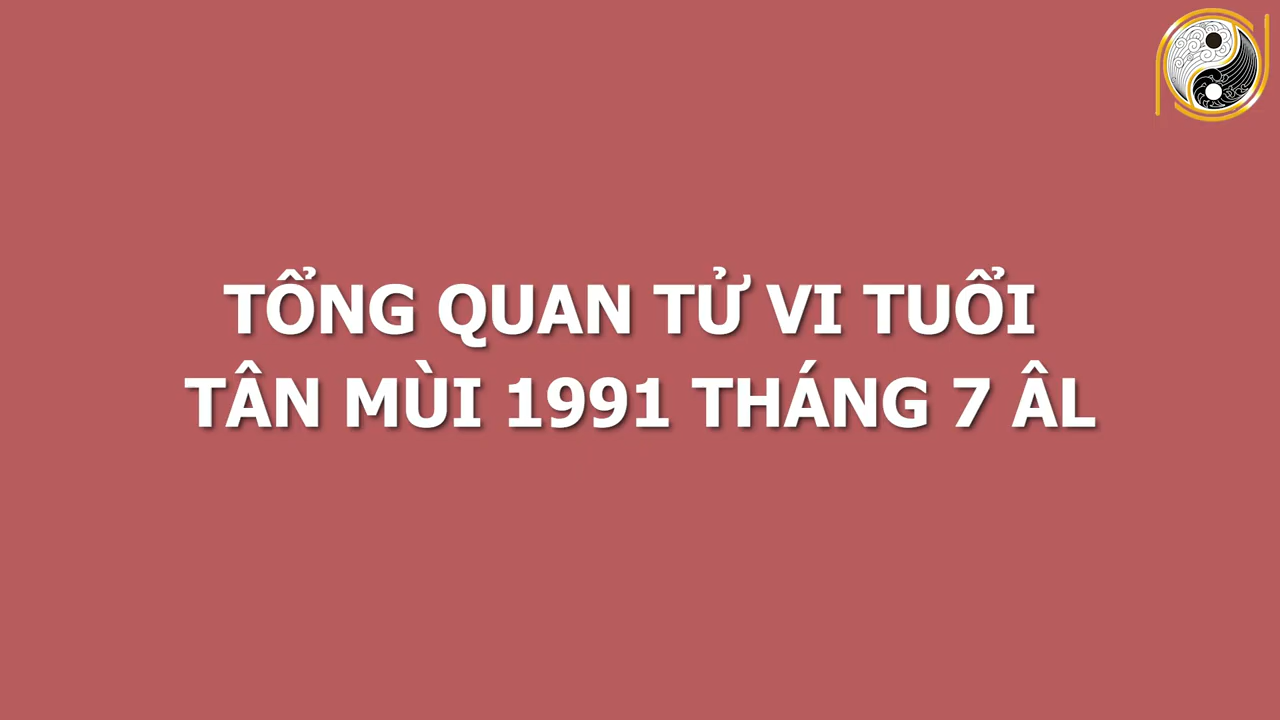 TỔNG QUAN TỬ VI TUỔI
TÂN MÙI 1991 THÁNG 7 ÂL